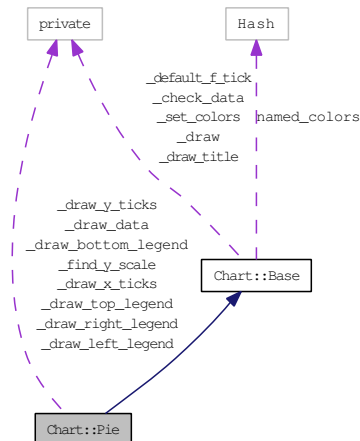 private
Hash
_default_f_tick
_check_data
_set_colors
named_colors
_draw
_draw_title
_draw_y_ticks
_draw_data
_draw_bottom_legend
_find_y_scale
_draw_x_ticks
_draw_top_legend
_draw_right_legend
_draw_left_legend
Chart::Base
Chart::Pie